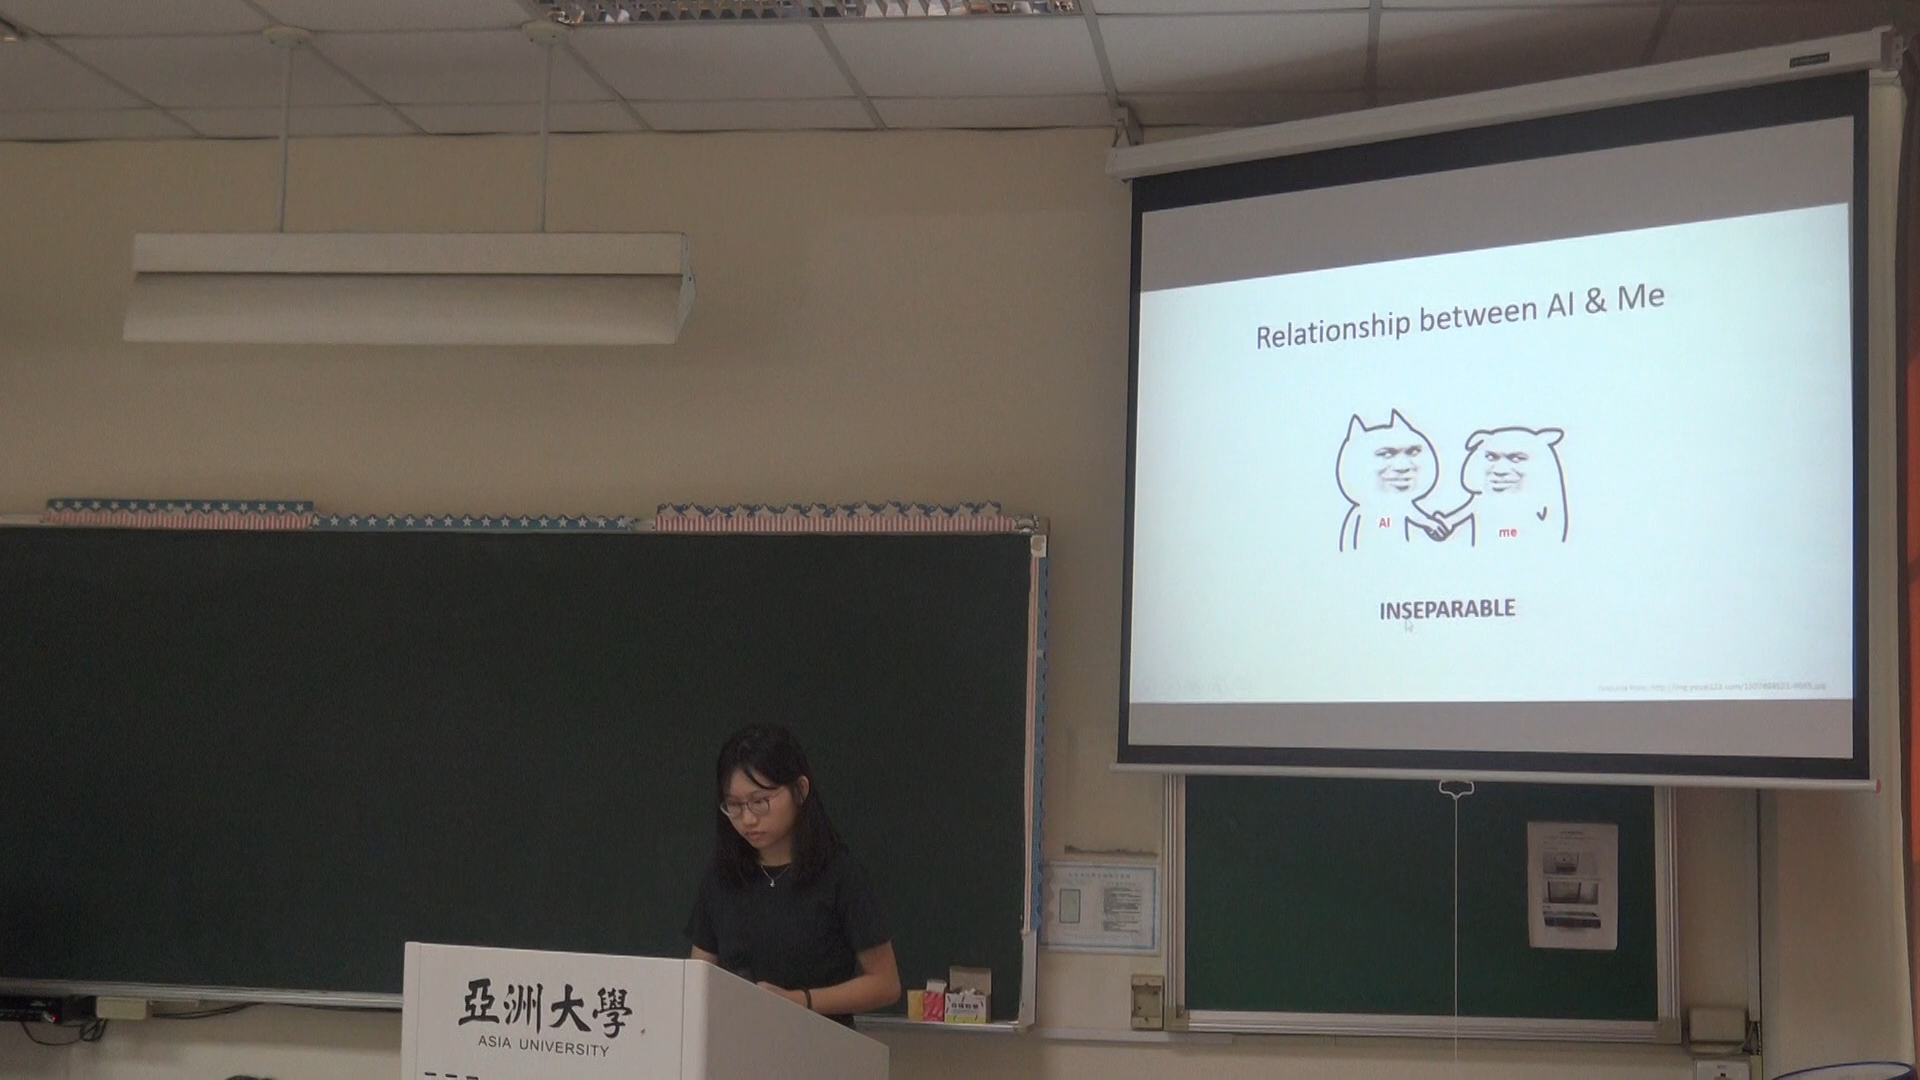 Relationship between AI & Me
AI
me
INSEPARABLE
亞洲大學
ASIA UNIVERSITY